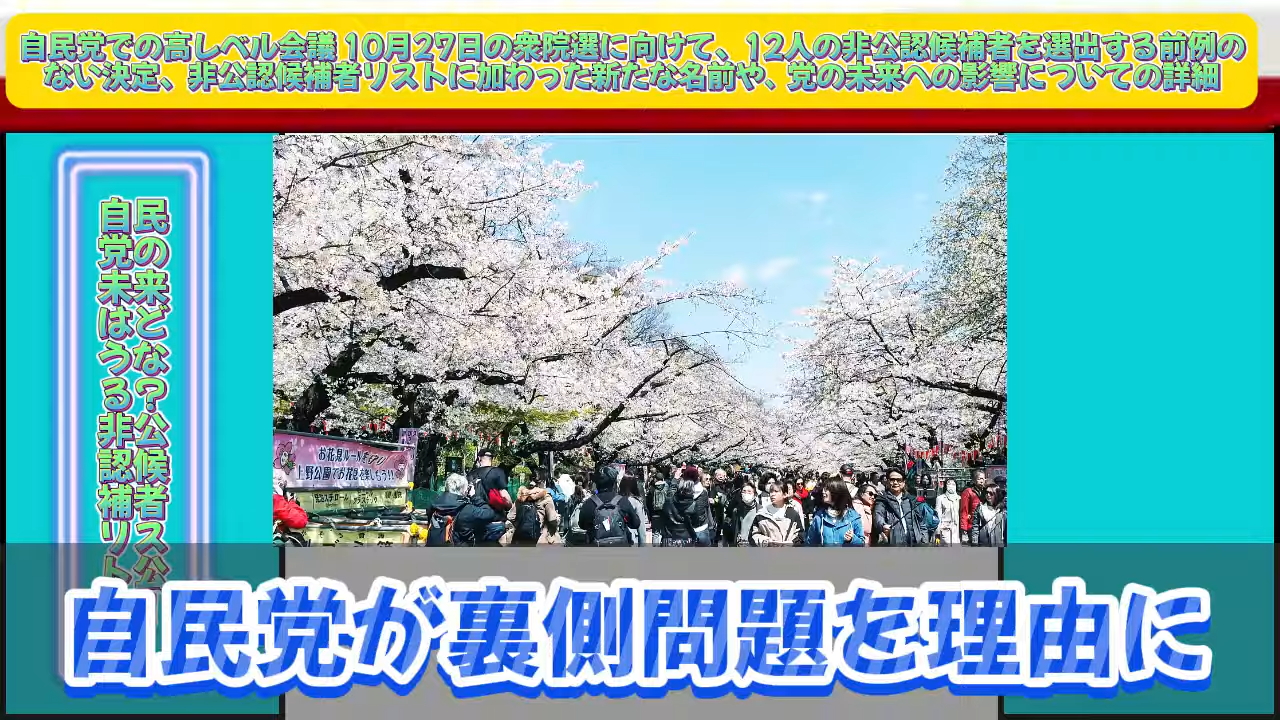 自民党での高レベル会議 10月27日の衆院選に向けて、12人の非公認候補者を選出する前例の
ない決定、非公認候補者リストに加わった新たな名前や、党の未来への影響についての詳細
自民党の未来はどうなる?非公認候補者リスト公
お花見ルール
上野公園でお花見を楽しもう!!
自民党が裏側問題を理由に